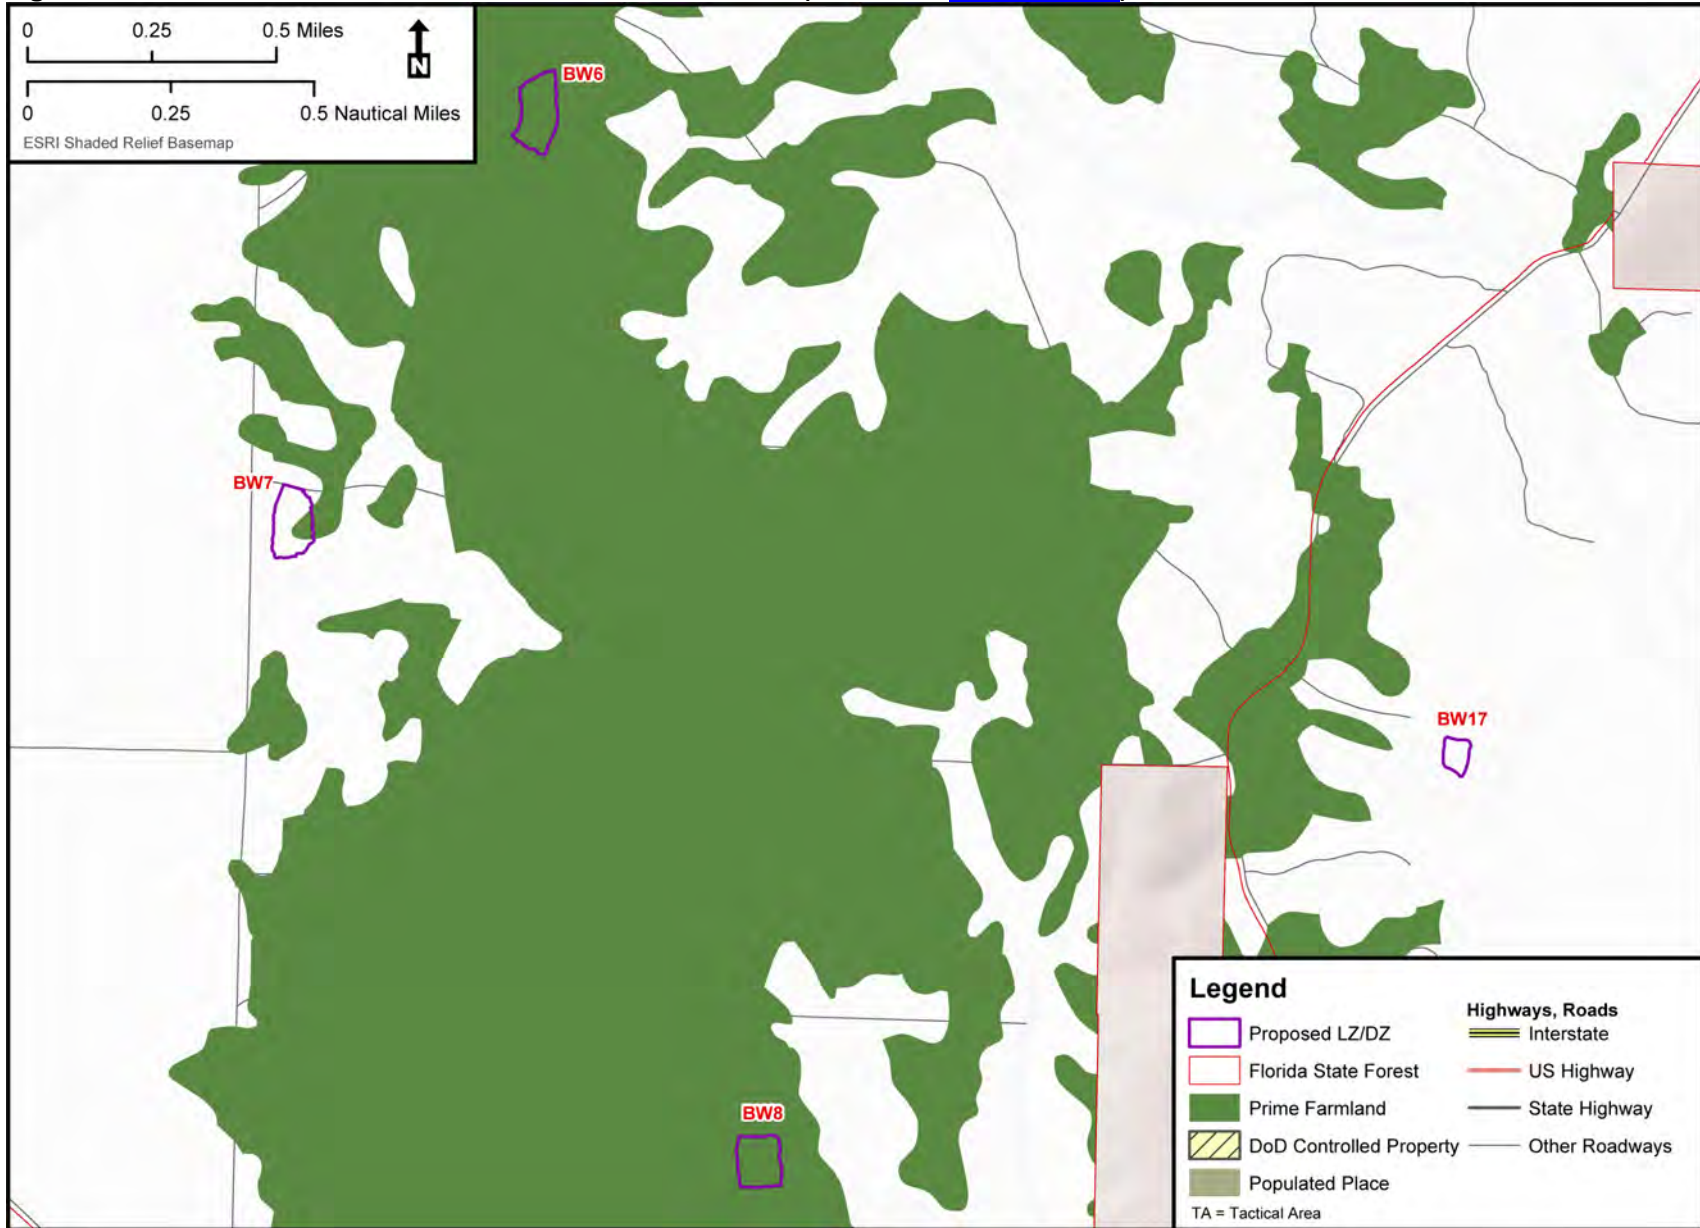 0 0.25 0.5 Miles
N
0 0.25 0.5 Nautical Miles
ESRI Shaded Relief Basemap
BW6
BW7
BW17
BW8
Legend
Proposed LZ/DZ
Florida State Forest
Prime Farmland
DoD Controlled Property
Populated Place
TA = Tactical Area
Highways, Roads
Interstate
US Highway
State Highway
Other Roadways